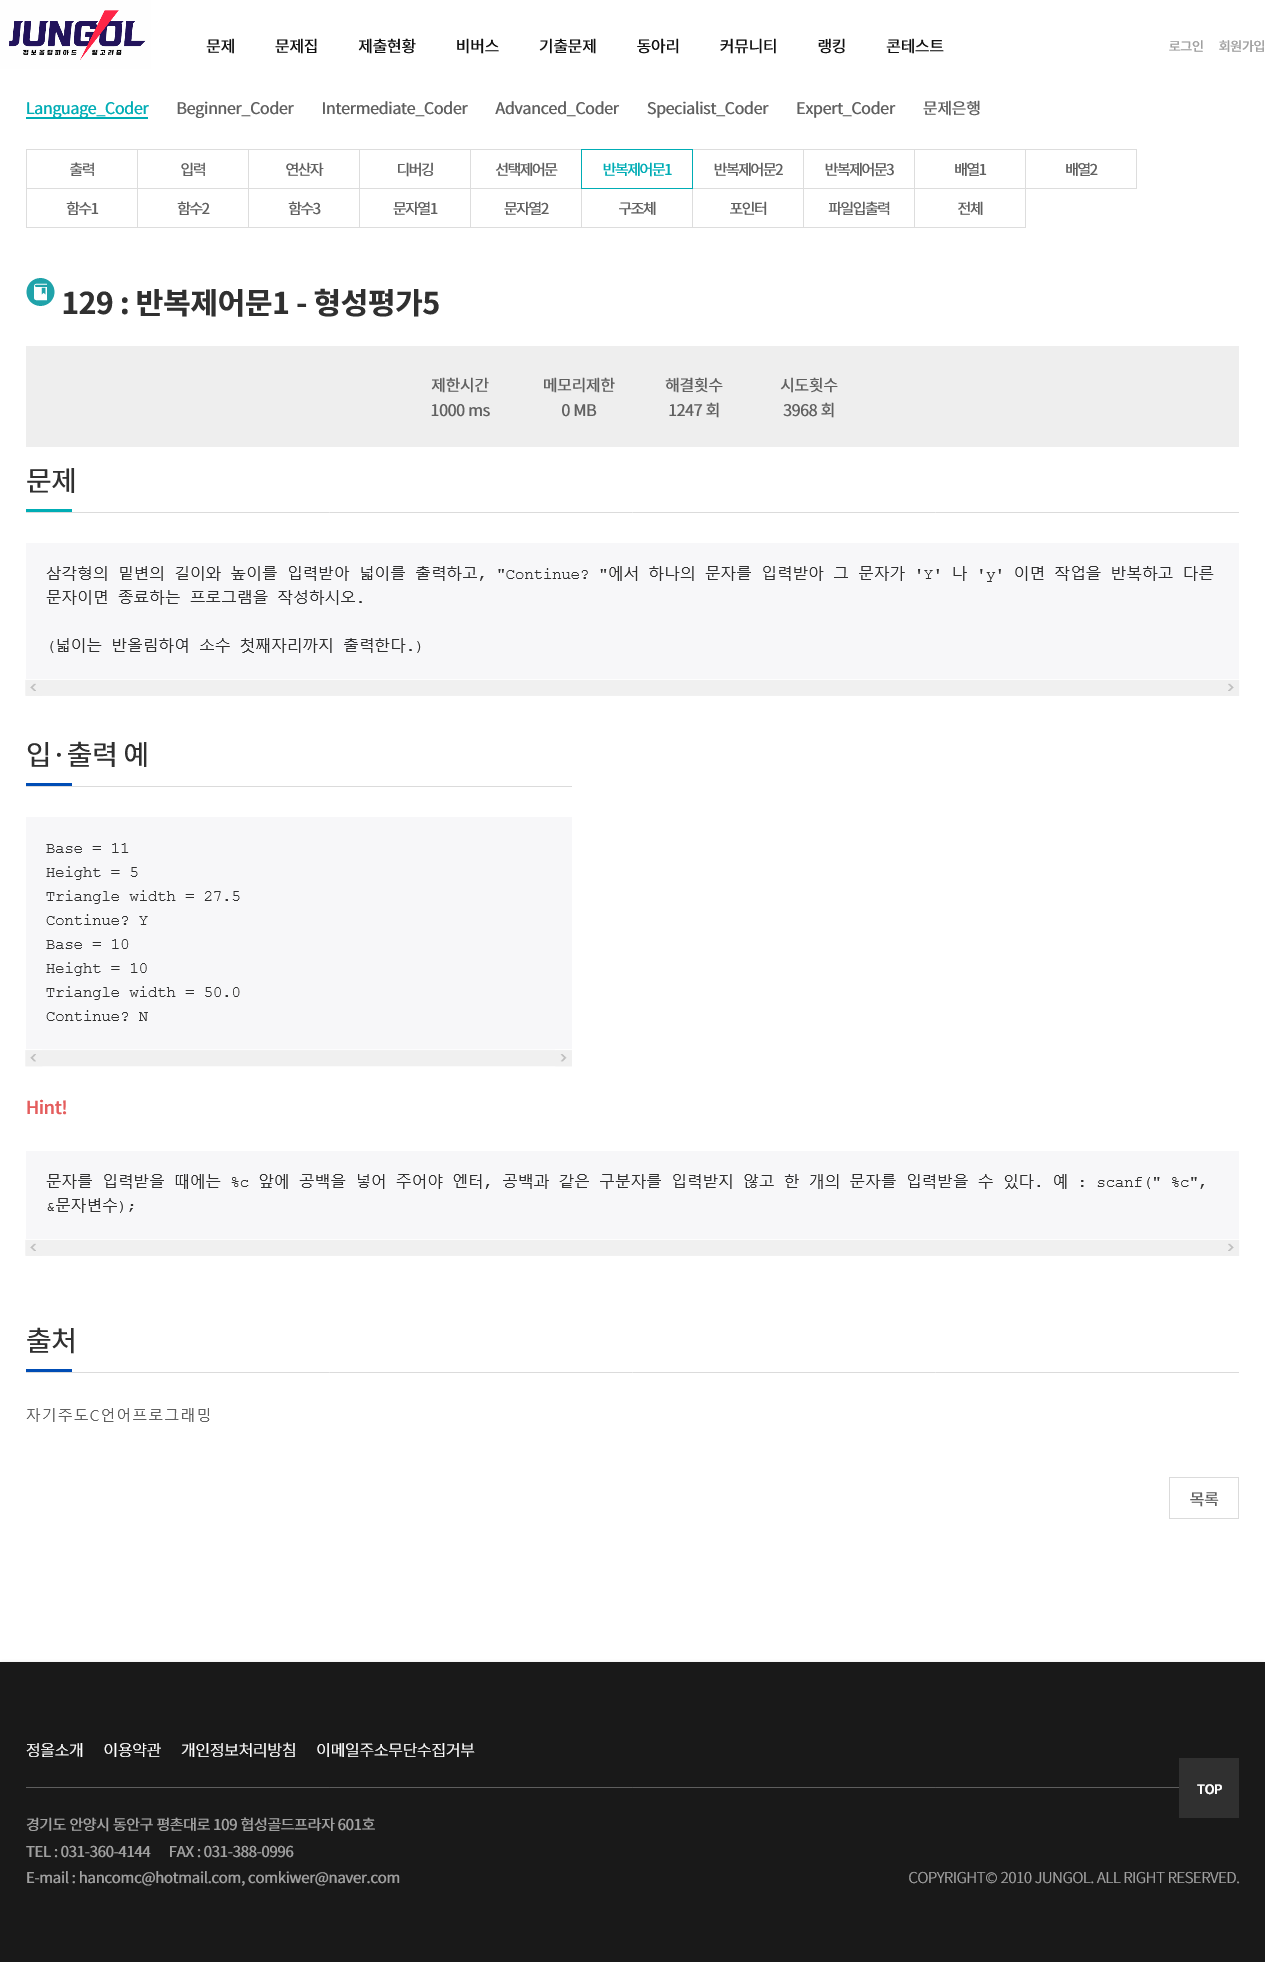 JUNGOL
정보올림피아드 알고리즘
문제 문제집 제출현황 비버스 기출문제 동아리 커뮤니티 랭킹 콘테스트 로그인 회원가입
Language_Coder Beginner_Coder Intermediate_Coder Advanced_Coder Specialist_Coder Expert_Coder 문제은행
출력 입력 연산자 디버깅 선택제어문 반복제어문1 반복제어문2 반복제어문3 배열1 배열2
함수1 함수2 함수3 문자열1 문자열2 구조체 포인터 파일입출력 전체
129 : 반복제어문1 - 형성평가5
제한시간 메모리제한 해결횟수 시도횟수
1000 ms 0 MB 1247 회 3968 회
문제
삼각형의 밑변의 길이와 높이를 입력받아 넓이를 출력하고, "Continue? "에서 하나의 문자를 입력받아 그 문자가 'Y' 나 'y' 이면 작업을 반복하고 다른
문자이면 종료하는 프로그램을 작성하시오.
(넓이는 반올림하여 소수 첫째자리까지 출력한다.)
입·출력 예
Base = 11
Height = 5
Triangle width = 27.5
Continue? Y
Base = 10
Height = 10
Triangle width = 50.0
Continue? N
Hint!
문자를 입력받을 때에는 %c 앞에 공백을 넣어 주어야 엔터, 공백과 같은 구분자를 입력받지 않고 한 개의 문자를 입력받을 수 있다. 예 : scanf(" %c",
&문자변수);
출처
자기주도C언어프로그래밍
목록
정올소개 이용약관 개인정보처리방침 이메일주소무단수집거부
TOP
경기도 안양시 동안구 평촌대로 109 협성골드프라자 601호
TEL : 031-360-4144 FAX : 031-388-0996
E-mail : hancomc@hotmail.com, comkiwer@naver.com COPYRIGHT© 2010 JUNGOL. ALL RIGHT RESERVED.